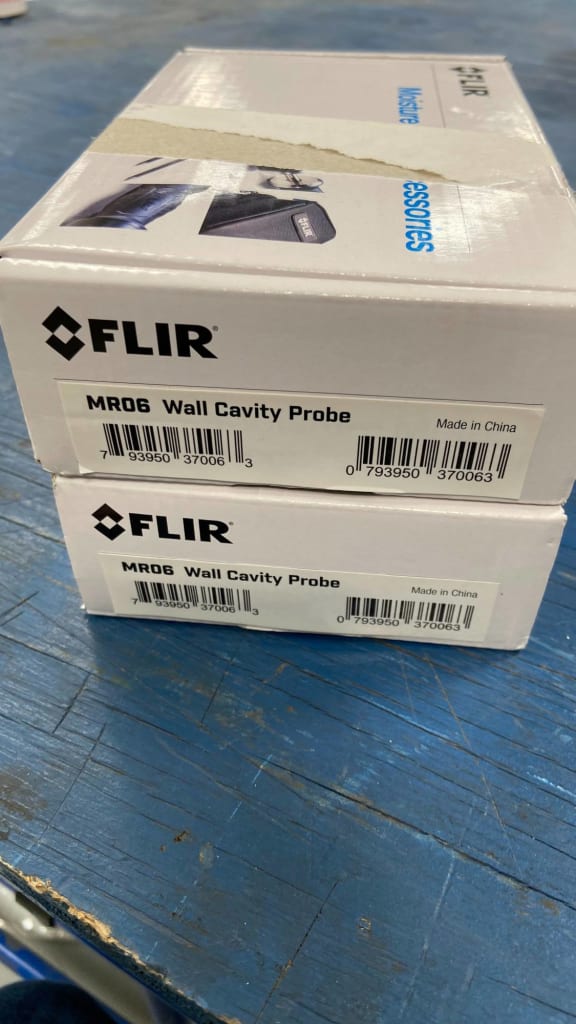 FLIR
Moisture
essories
FLIR
FLIR
MR06 Wall Cavity Probe
Made in China
7 93950 37006 3
0 793950 370063
FLIR
MR06 Wall Cavity Probe
Made in China
7 93950 37006 3
0 793950 370063